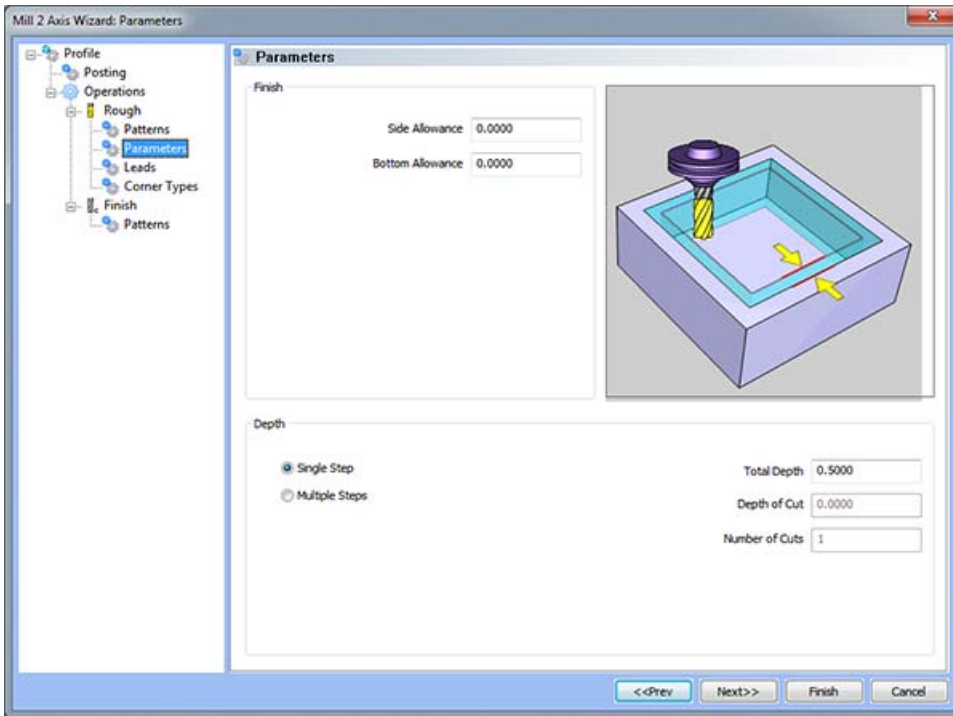 Mill 2 Axis Wizard: Parameters
Profile
Posting
Operations
Rough
Patterns
Parameters
Leads
Corner Types
Finish
Patterns
Parameters
Finish
Side Allowance 0.0000
Bottom Allowance 0.0000
Depth
Single Step
Multiple Steps
Total Depth 0.5000
Depth of Cut 0.0000
Number of Cuts 1
<<Prev Next>> Finish Cancel